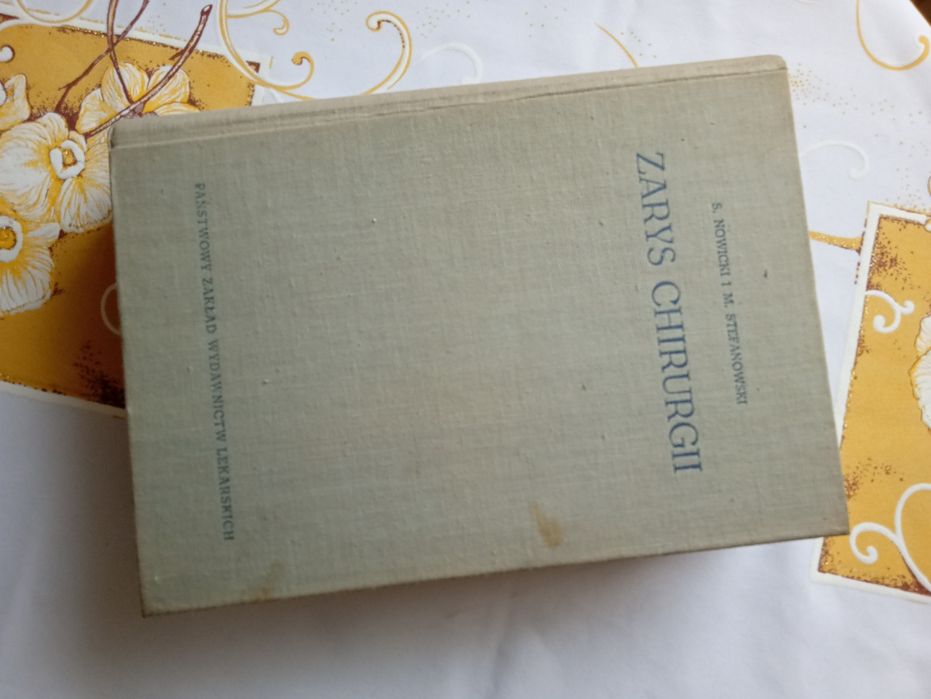 S. NOWICKI I M. STEFANOWSKI
ZARYS CHIRURGII
PAŃSTWOWY ZAKŁAD WYDAWNICTW LEKARSKICH